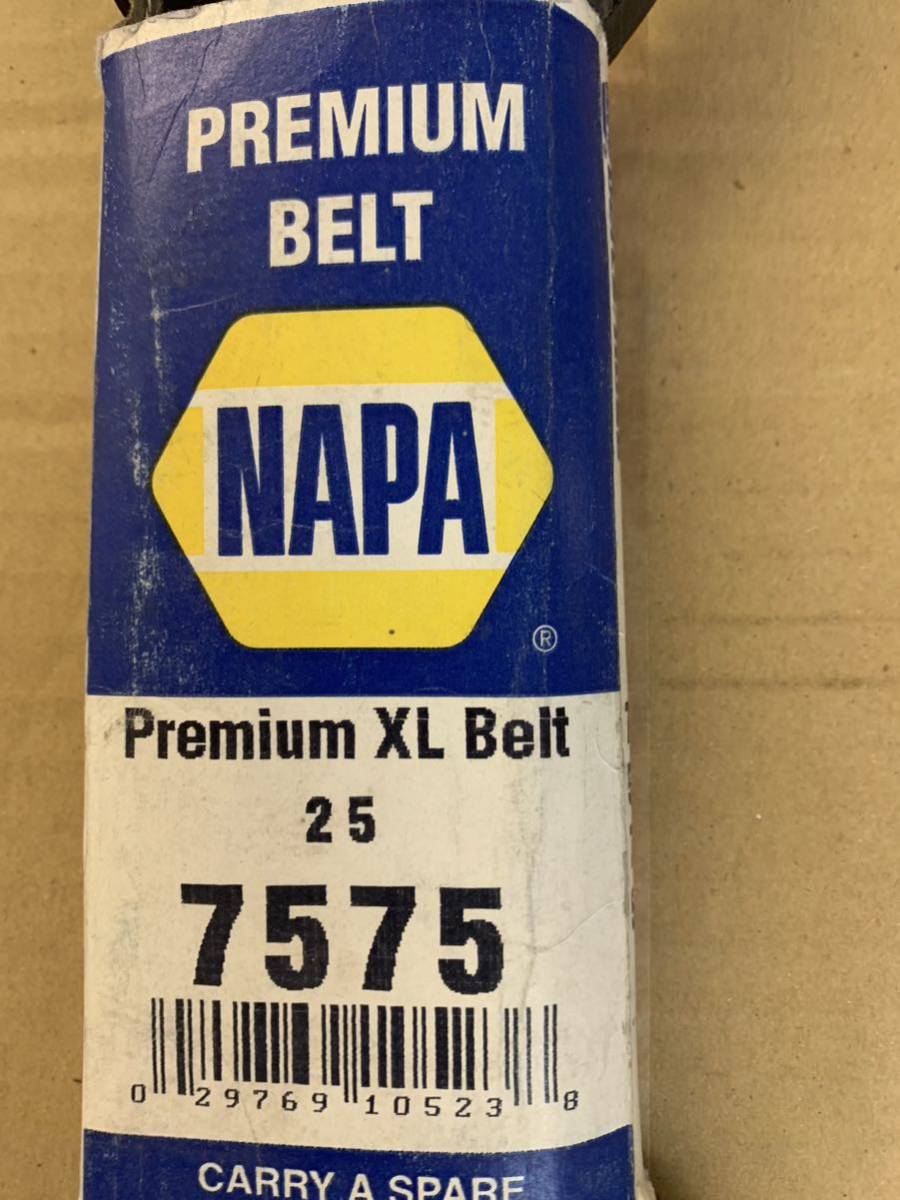 PREMIUM
BELT
NAPA
®
Premium XL Belt
25
7575
0 29769 10523 8
CARRY A SPARE